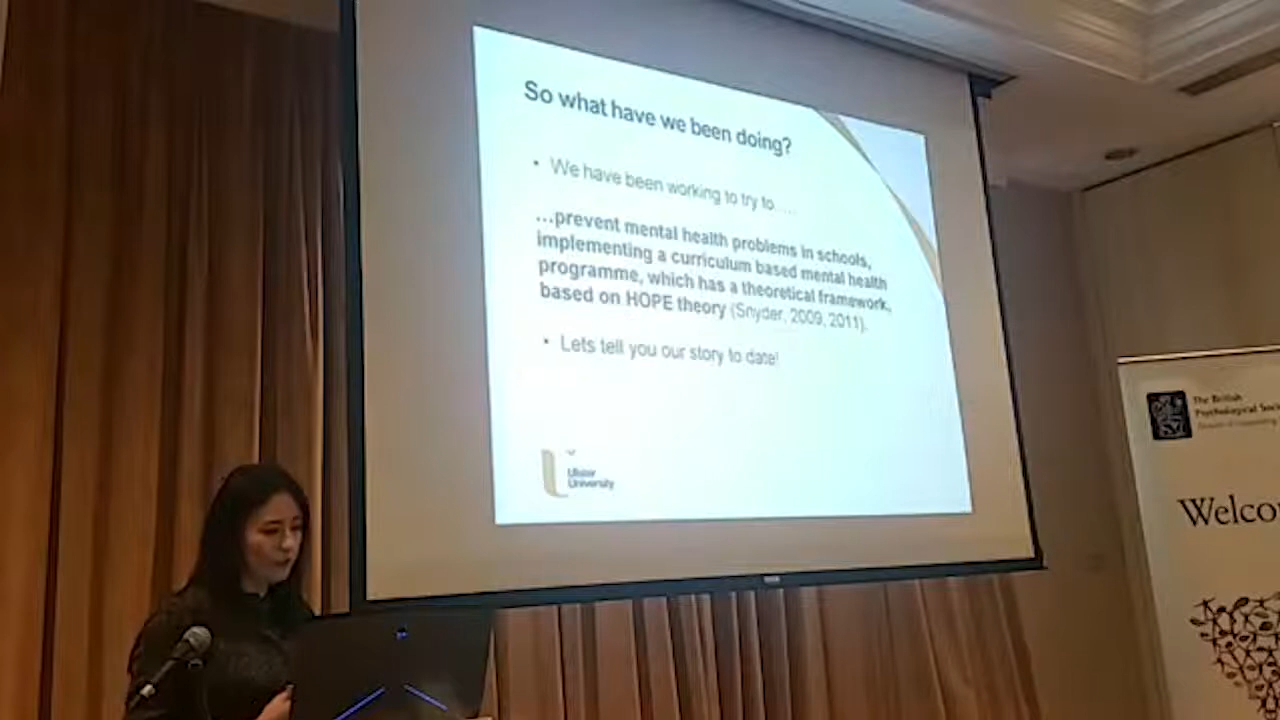 So what have we been doing?
• We have been working to try to.....
...prevent mental health problems in schools,
implementing a curriculum based mental health
programme, which has a theoretical framework,
based on HOPE theory (Snyder, 2009, 2011).
• Lets tell you our story to date!
Ulster
University
The British
Psychological Soci
Welco